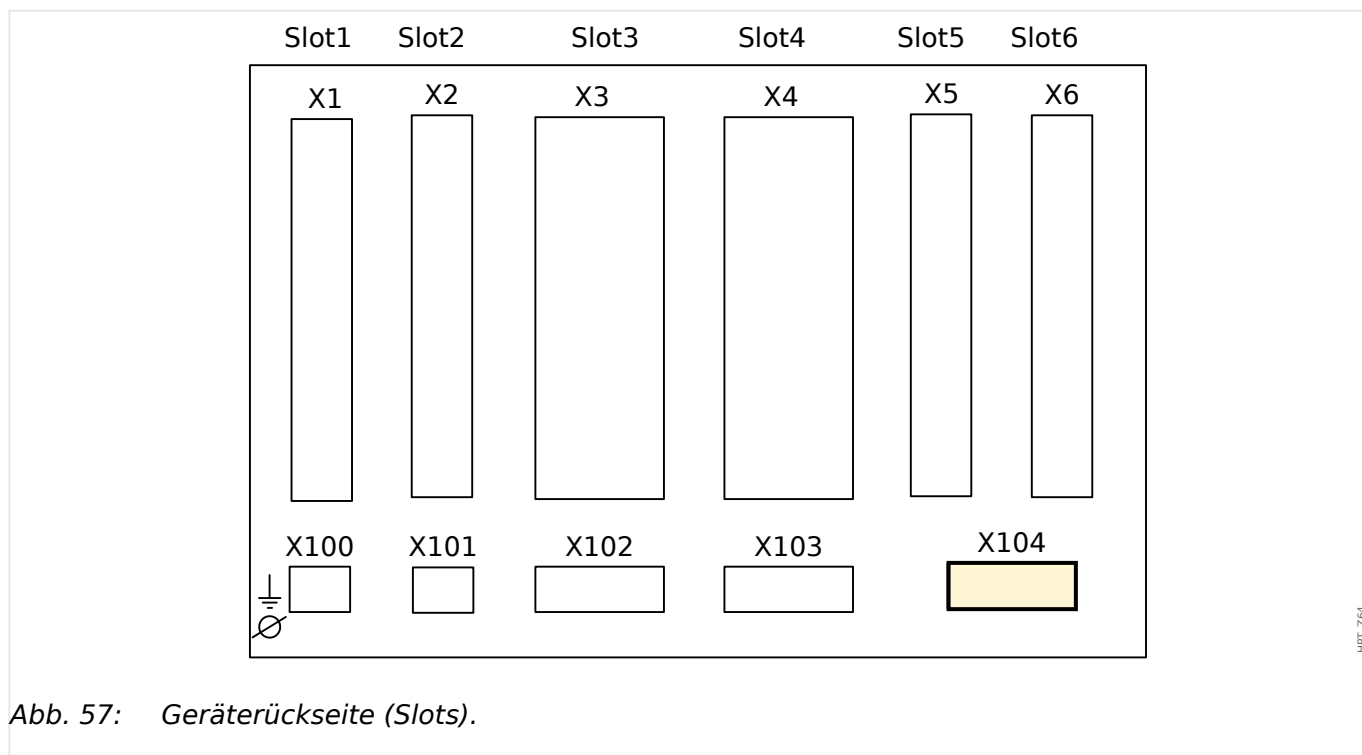 Slot1 Slot2 Slot3 Slot4 Slot5 Slot6
X1 X2 X3 X4 X5 X6
X100 X101 X102 X103 X104
HPT_Z64
Abb. 57: Geräterückseite (Slots).